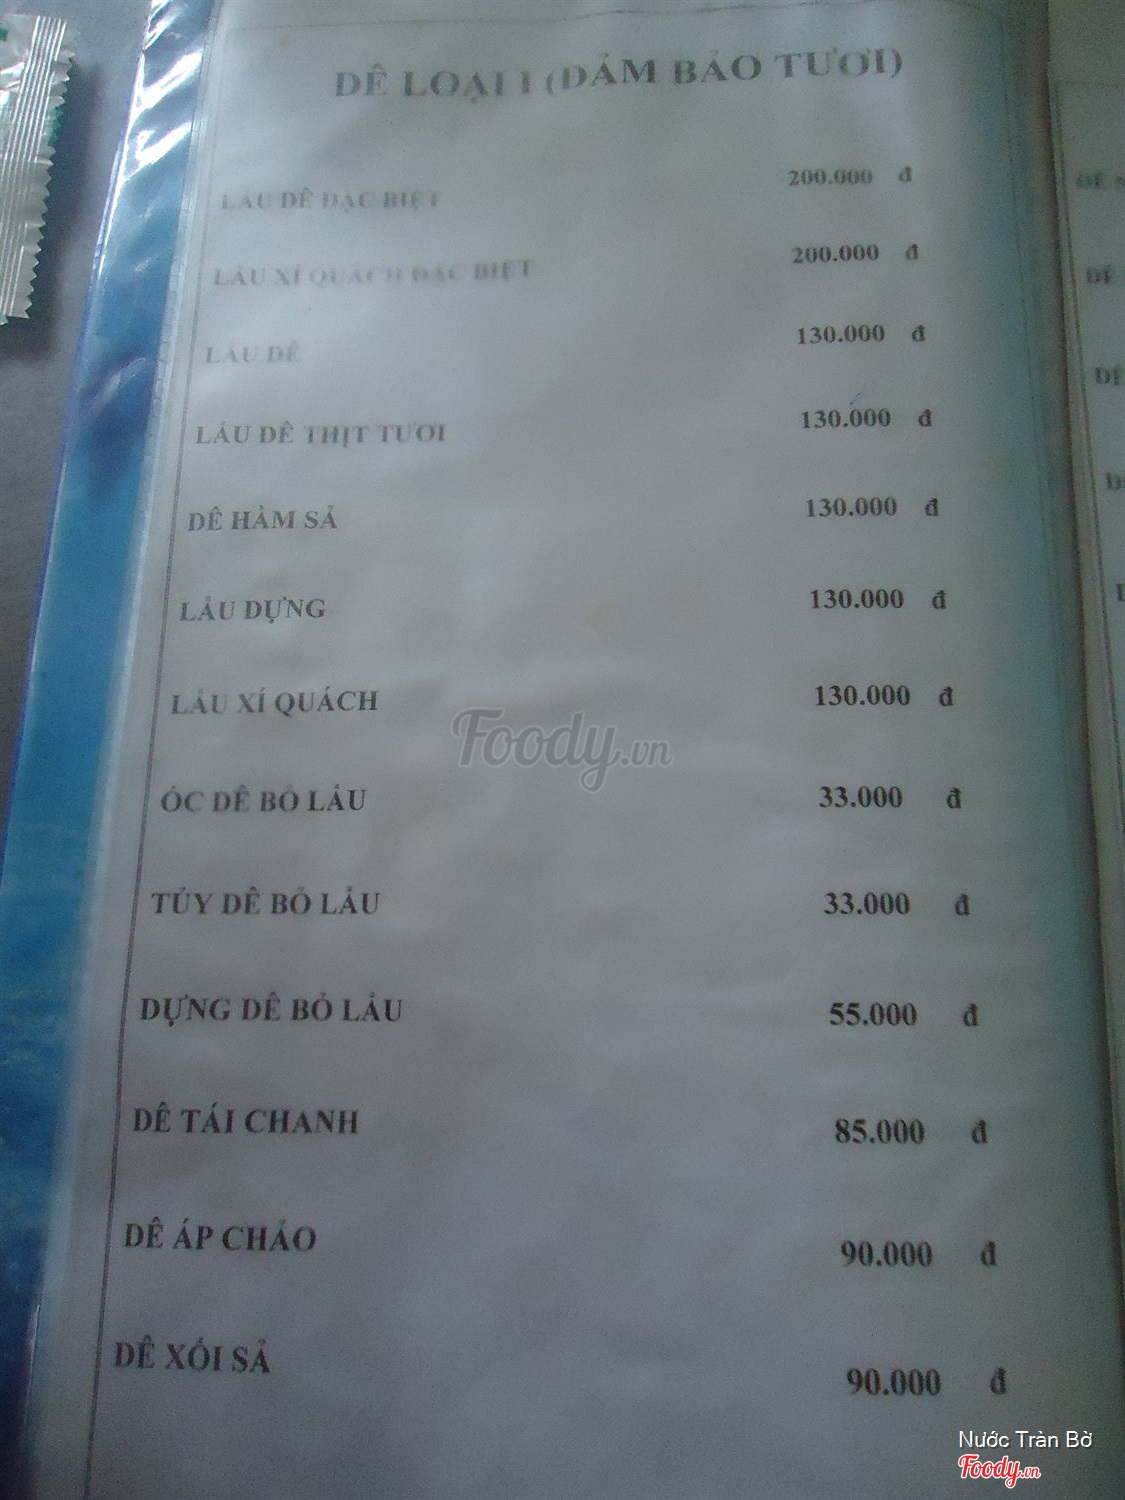 DÊ LOẠI I (ĐẢM BẢO TƯƠI)
LẨU DÊ ĐẶC BIỆT 200.000 đ
LẨU XÍ QUÁCH ĐẶC BIỆT 200.000 đ
LẨU DÊ 130.000 đ
LẨU DÊ THỊT TƯƠI 130.000 đ
DÊ HẦM SẢ 130.000 đ
LẨU DỰNG 130.000 đ
LẨU XÍ QUÁCH 130.000 đ
Foody.vn
ÓC DÊ BỎ LẨU 33.000 đ
TỦY DÊ BỎ LẨU 33.000 đ
DỰNG DÊ BỎ LẨU 55.000 đ
DÊ TÁI CHANH 85.000 đ
DÊ ÁP CHẢO 90.000 đ
DÊ XỐI SẢ 90.000 đ
DÊ
DÊ
DÊ
Nước Tràn Bờ
Foody.vn